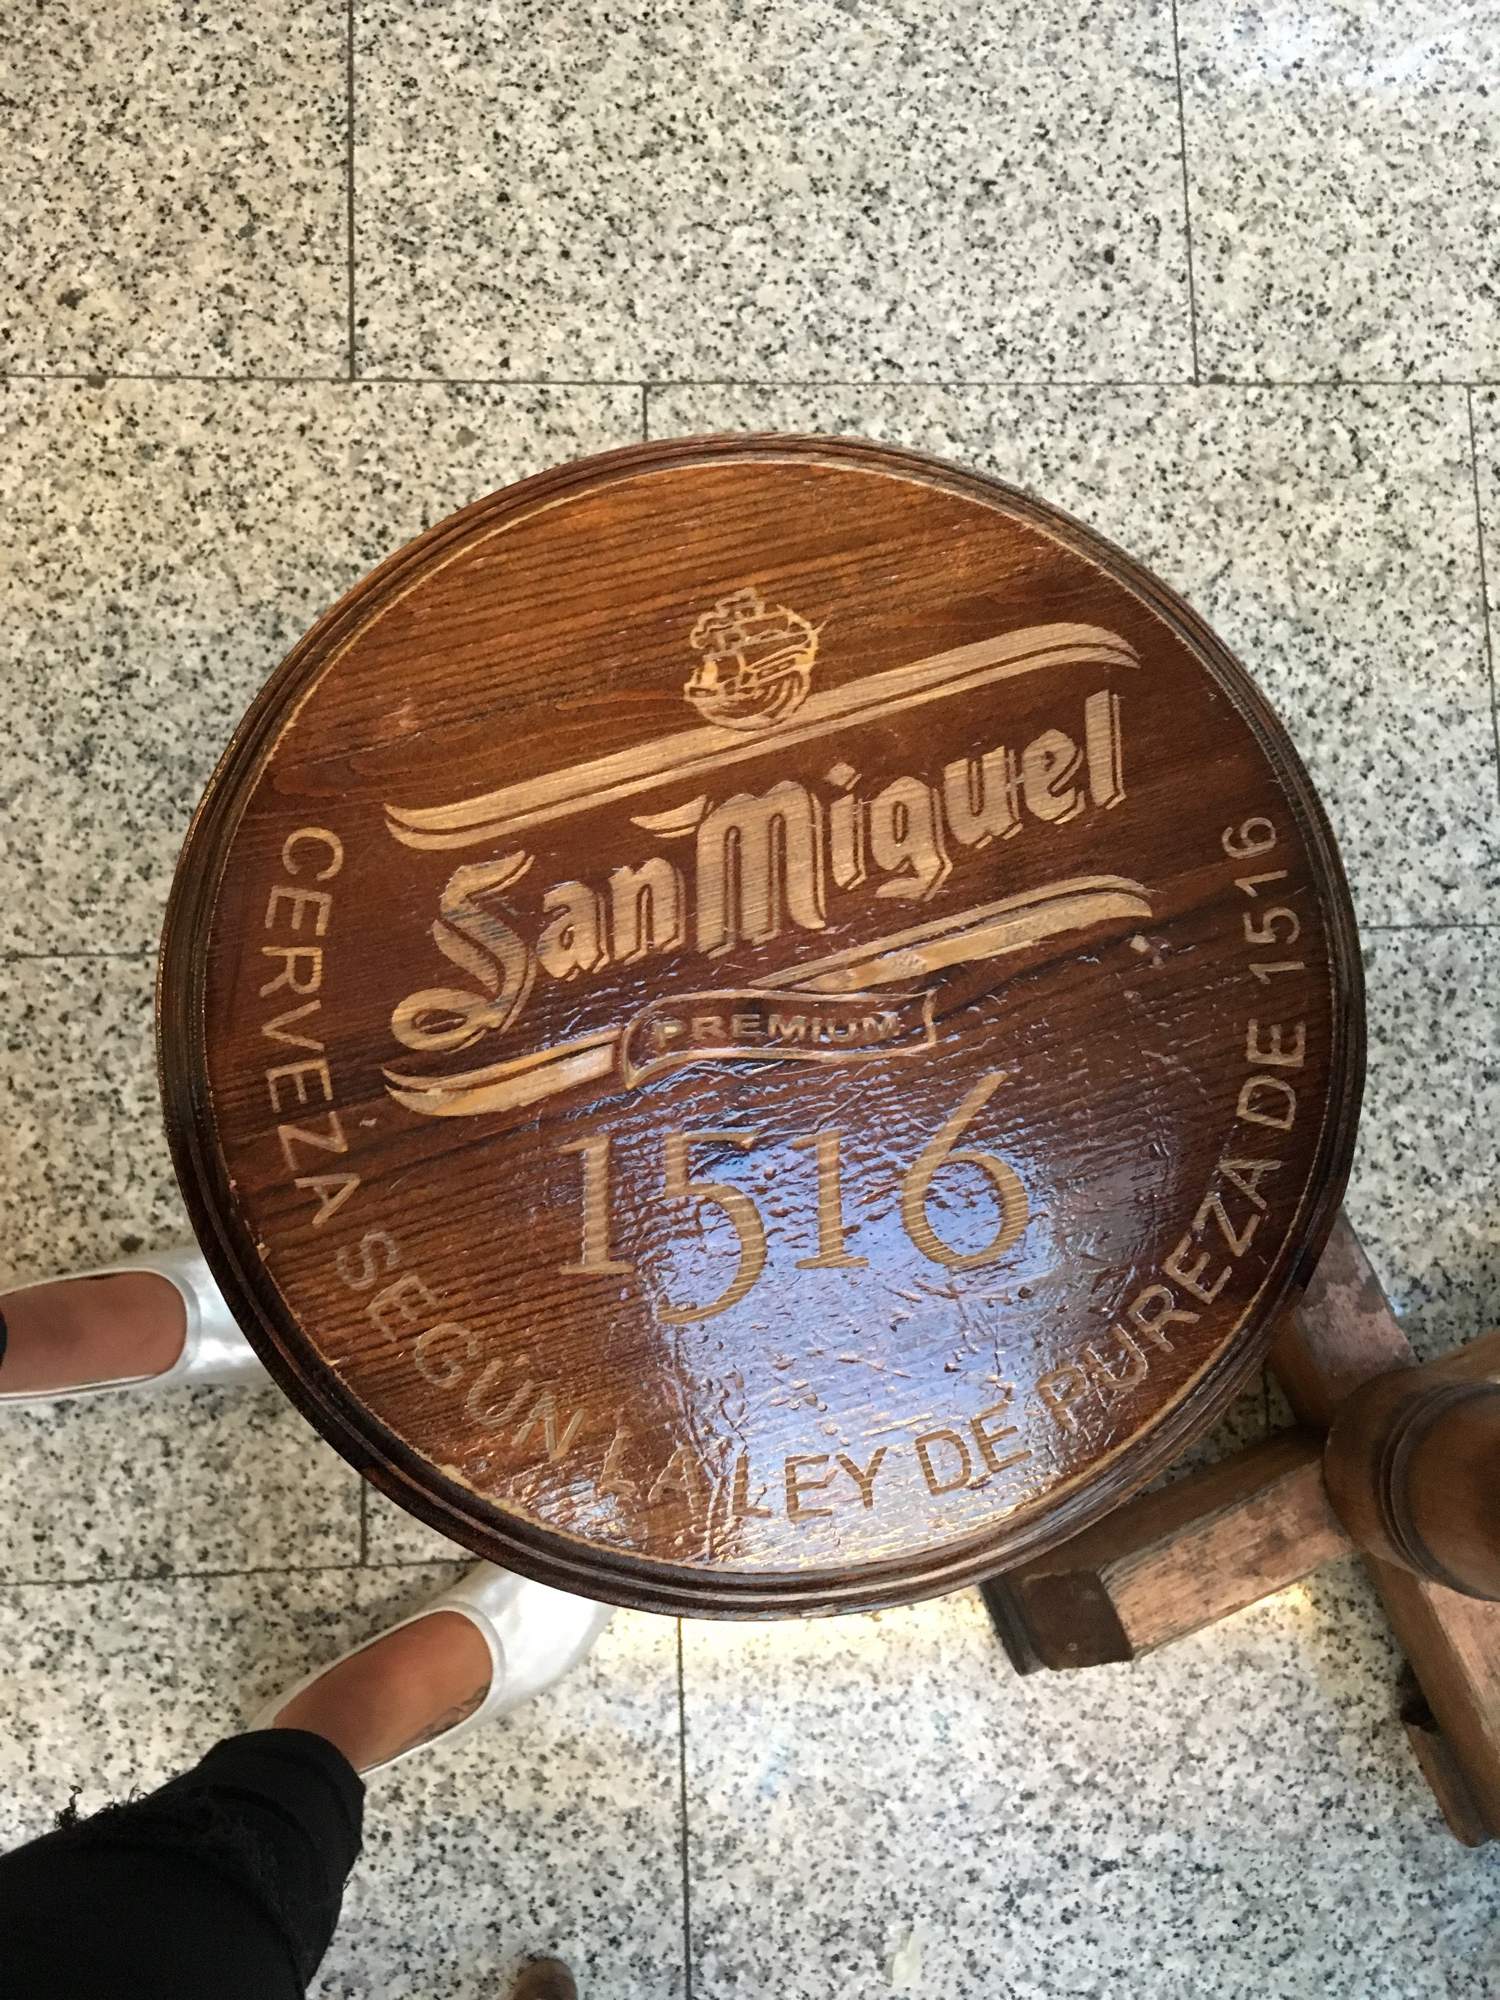 San Miguel
PREMIUM
1516
CERVEZA SEGÚN LA LEY DE PUREZA DE 1516